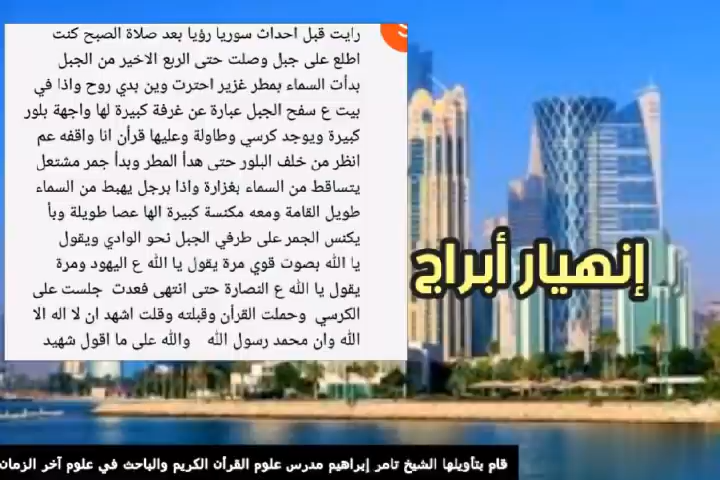 رايت قبل احداث سوريا رؤيا بعد صلاة الصبح كنت
اطلع على جبل وصلت حتى الربع الاخير من الجبل
بدأت السماء بمطر غزير احترت وين بدي روح واذا في
بيت ع سفح الجبل عبارة عن غرفة كبيرة لها واجهة بلور
كبيرة ويوجد كرسي وطاولة وعليها قرأن انا واقفه عم
انظر من خلف البلور حتى هدأ المطر وبدأ جمر مشتعل
يتساقط من السماء بغزارة واذا برجل يهبط من السماء
طويل القامة ومعه مكنسة كبيرة الها عصا طويلة وبأ
يكنس الجمر على طرفي الجبل نحو الوادي ويقول
يا الله بصوت قوي مرة يقول يا الله ع اليهود ومرة
يقول يا الله ع النصارة حتى انتهى فعدت جلست على
الكرسي وحملت القرأن وقبلته وقلت اشهد ان لا اله الا
الله وان محمد رسول الله والله على ما اقول شهيد
إنهيار أبراج
قام بتأويلها الشيخ تامر إبراهيم مدرس علوم القرآن الكريم والباحث في علوم آخر الزمان